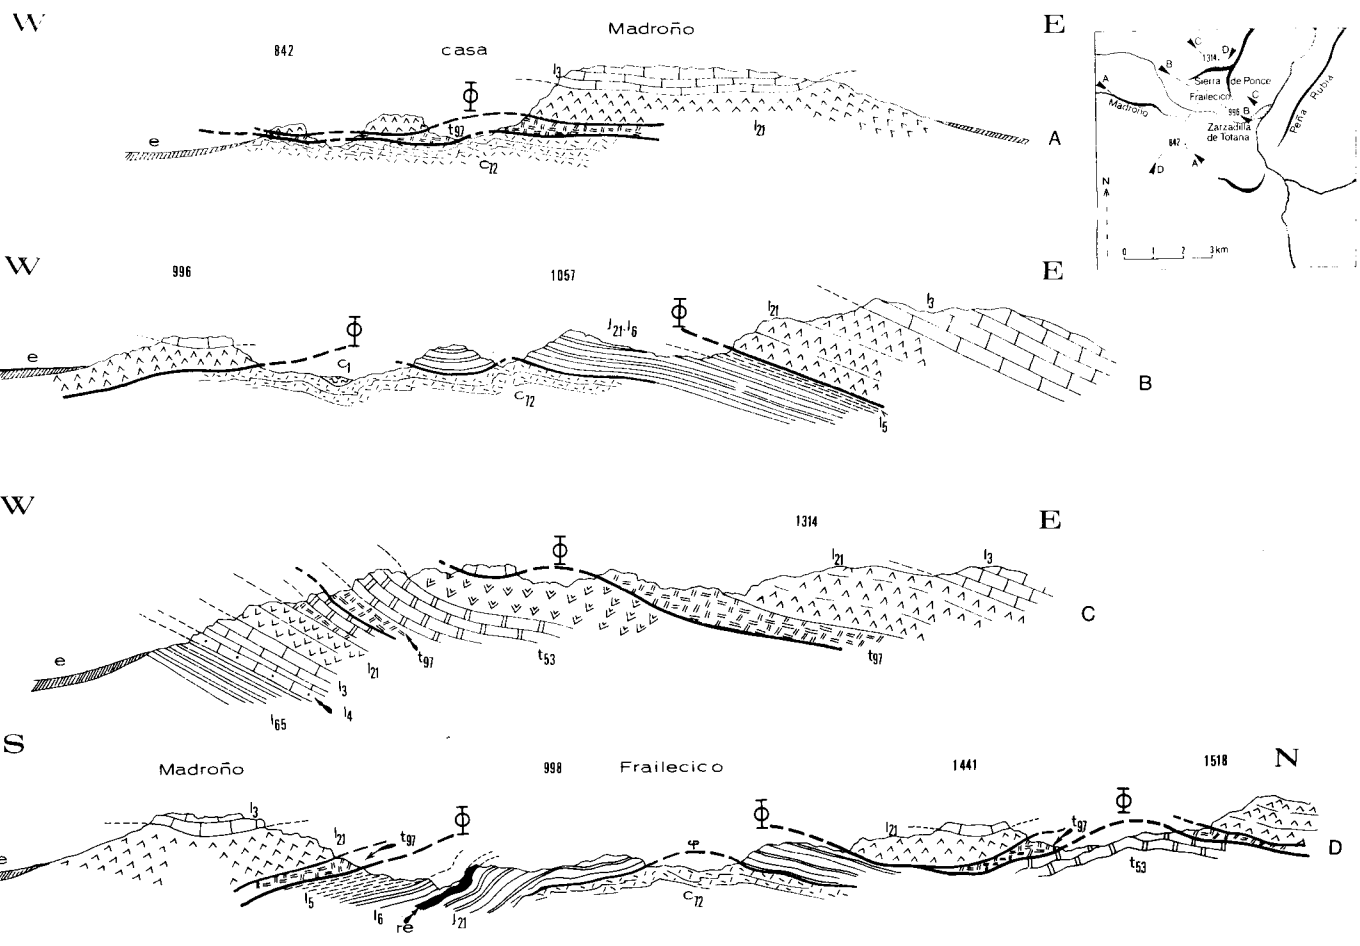 W E
Madroño
842 casa
l3
Φ
t97
l21
e
c72
A
C
D
1314
B
A
Sierra de Ponce
Frailecico
C
Madroño
996
B
Peña Rubia
Zarzadilla
de Totana
842
D
A
N
0 1 2 3 km
W E
996 1057
Φ
Φ
l21
l3
J21-J6
e
c1
c72
l5
B
W E
1314
Φ
l21 l3
e
l21
t97
t53
t97
l3
l4
l65
C
S N
Madroño 998 Frailecico 1441 1518
l3
Φ
Φ
Φ
l21
t97
l21
t97
φ
e
l5
l6
re
J21
c72
t53
D